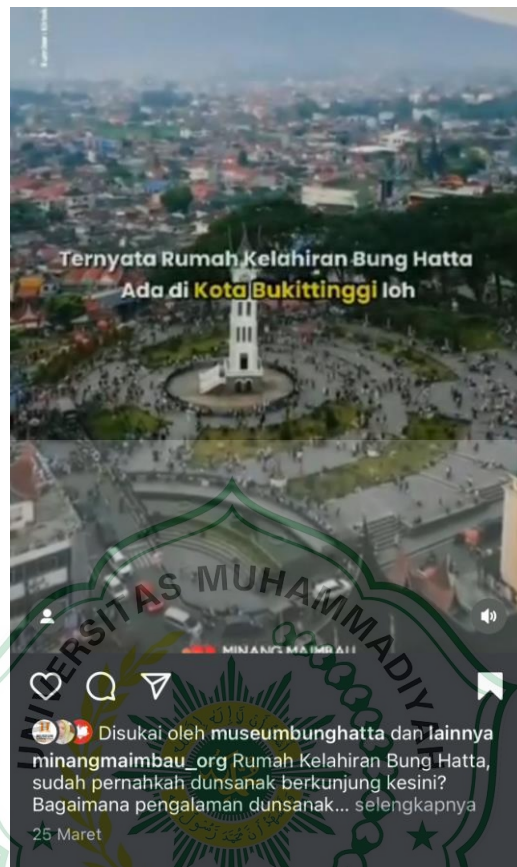 Ternyata Rumah Kelahiran Bung Hatta
Ada di Kota Bukittinggi loh
MINANG MAIMBAU
UNIVERSITAS MUHAMMADIYAH
Disukai oleh museumbunghatta dan lainnya
minangmaimbau_org Rumah Kelahiran Bung Hatta,
sudah pernahkah dunsanak berkunjung kesini?
Bagaimana pengalaman dunsanak... selengkapnya
25 Maret